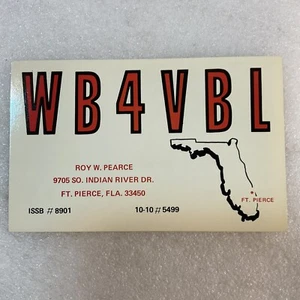 WB4VBL
ROY W. PEARCE
9705 SO. INDIAN RIVER DR.
FT. PIERCE, FLA. 33450
FT. PIERCE
ISSB # 8901 10-10 # 5499